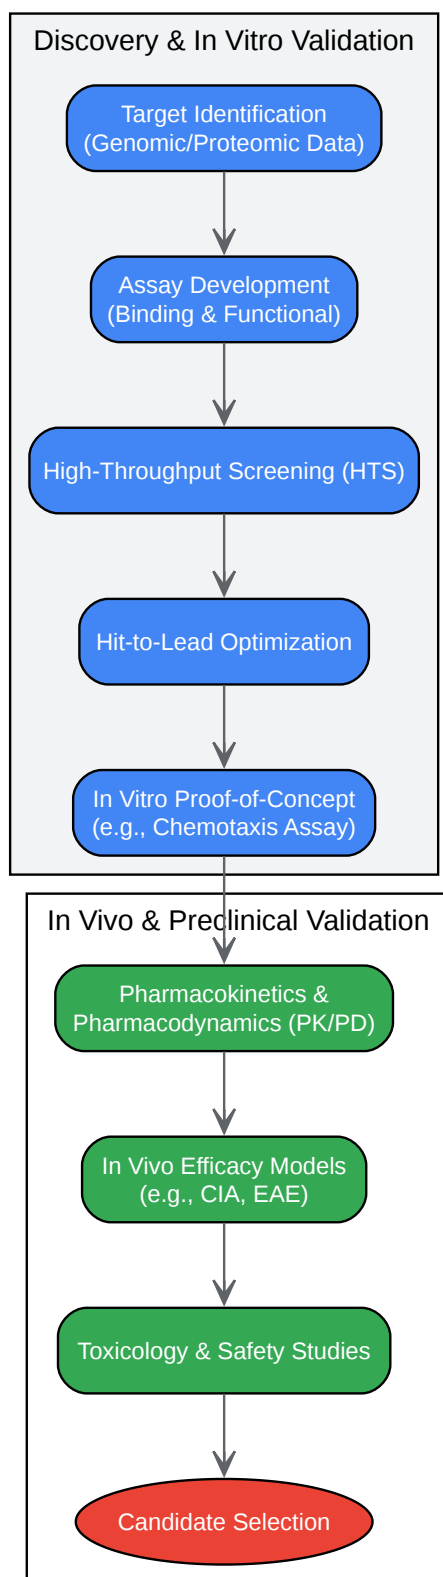 Discovery & In Vitro Validation
Target Identification
(Genomic/Proteomic Data)
Assay Development
(Binding & Functional)
High-Throughput Screening (HTS)
Hit-to-Lead Optimization
In Vitro Proof-of-Concept
(e.g., Chemotaxis Assay)
In Vivo & Preclinical Validation
Pharmacokinetics &
Pharmacodynamics (PK/PD)
In Vivo Efficacy Models
(e.g., CIA, EAE)
Toxicology & Safety Studies
Candidate Selection